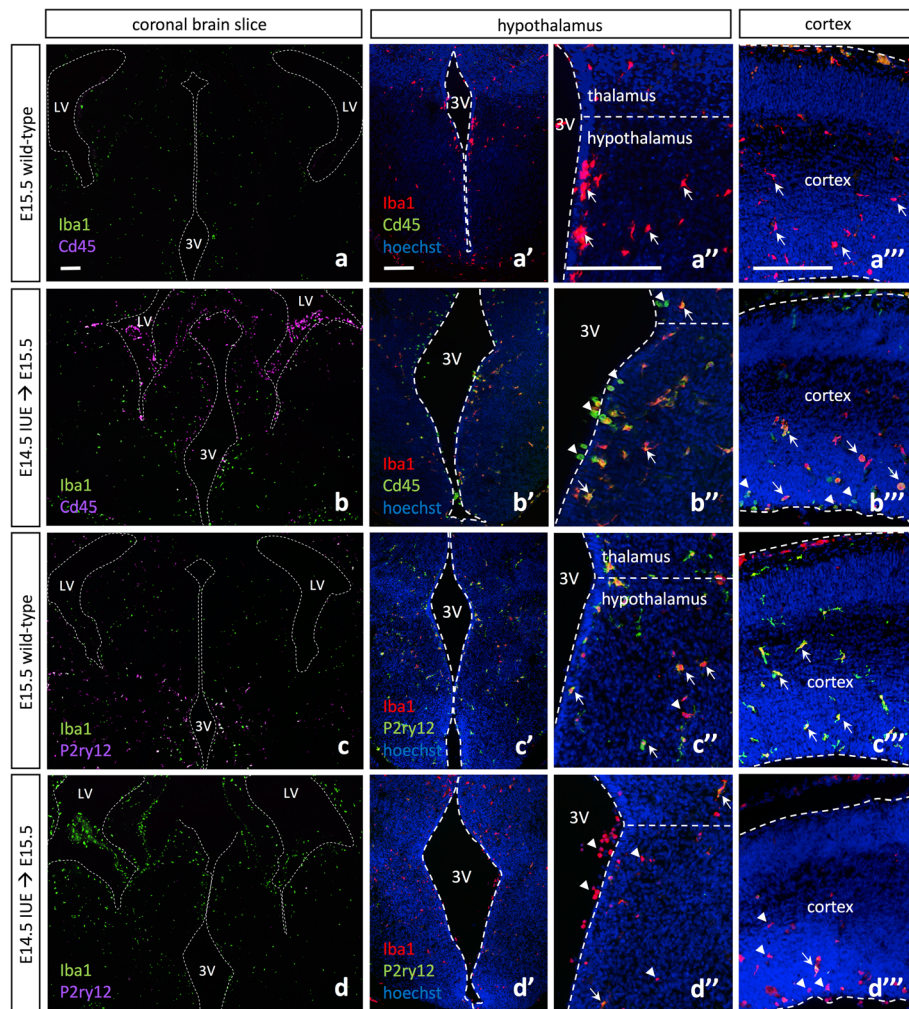 coronal brain slice
hypothalamus
cortex
E15.5 wild-type
LV
LV
3V
Iba1
Cd45
a
3V
Iba1
Cd45
hoechst
a'
thalamus
3V
hypothalamus
a''
cortex
a'''
E14.5 IUE → E15.5
LV
LV
3V
Iba1
Cd45
b
3V
Iba1
Cd45
hoechst
b'
3V
b''
cortex
b'''
E15.5 wild-type
LV
LV
3V
Iba1
P2ry12
c
3V
Iba1
P2ry12
hoechst
c'
thalamus
3V
hypothalamus
c''
cortex
c'''
E14.5 IUE → E15.5
LV
LV
3V
Iba1
P2ry12
d
3V
Iba1
P2ry12
hoechst
d'
3V
d''
cortex
d'''